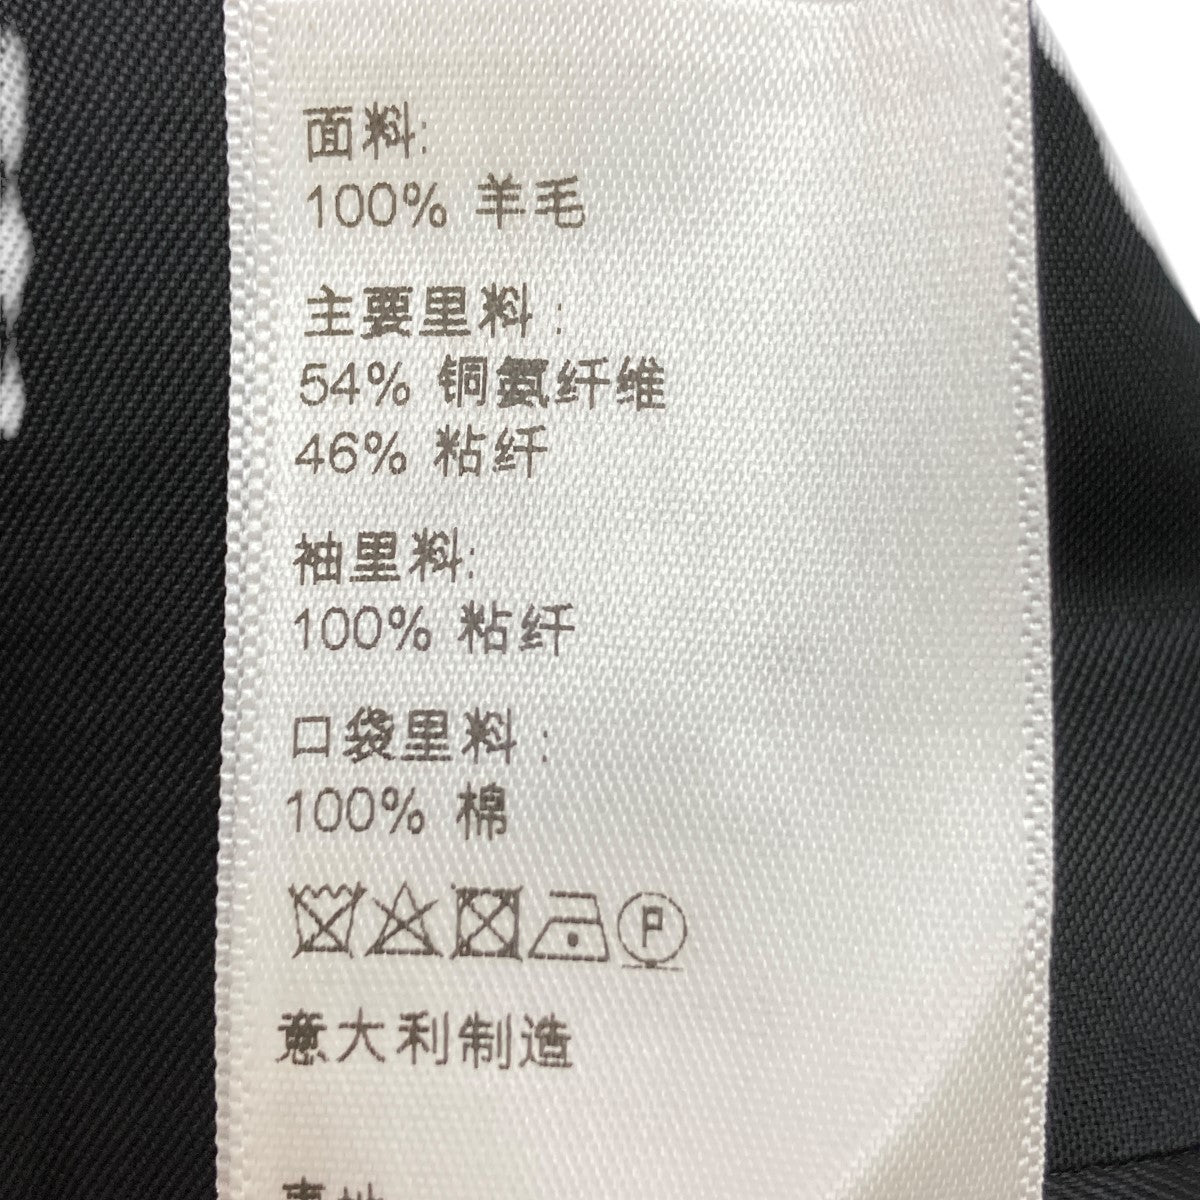 面料:
100% 羊毛
主要里料:
54% 铜氨纤维
46% 粘纤
袖里料:
100% 粘纤
口袋里料:
100% 棉
P
意大利制造